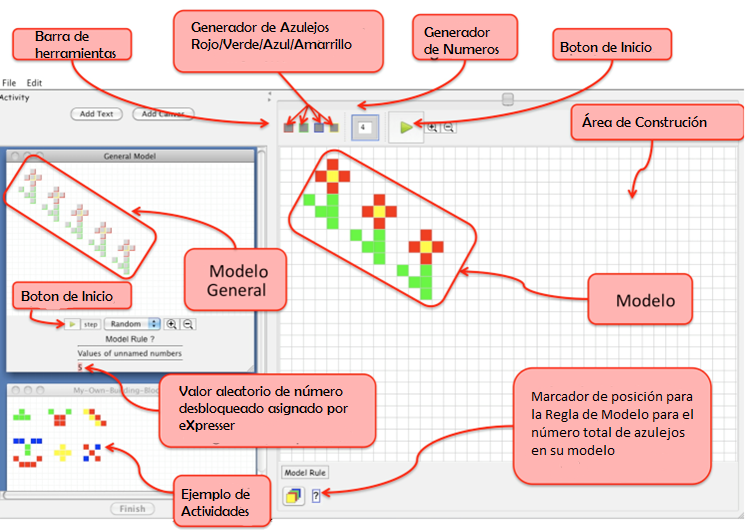 Barra de
herramientas
Generador de Azulejos
Rojo/Verde/Azul/Amarrillo
Generador
de Numeros
Boton de Inicio
File Edit
Activity
Add Text
Add Canvas
4
Área de Construción
General Model
Modelo
General
Boton de Inicio
Modelo
step
Random
Model Rule ?
Values of unnamed numbers
5
My-Own-Building-Blo
Valor aleatorio de número
desbloqueado asignado por
eXpresser
Marcador de posición para
la Regla de Modelo para el
número total de azulejos
en su modelo
Ejemplo de
Actividades
Finish
Model Rule
?